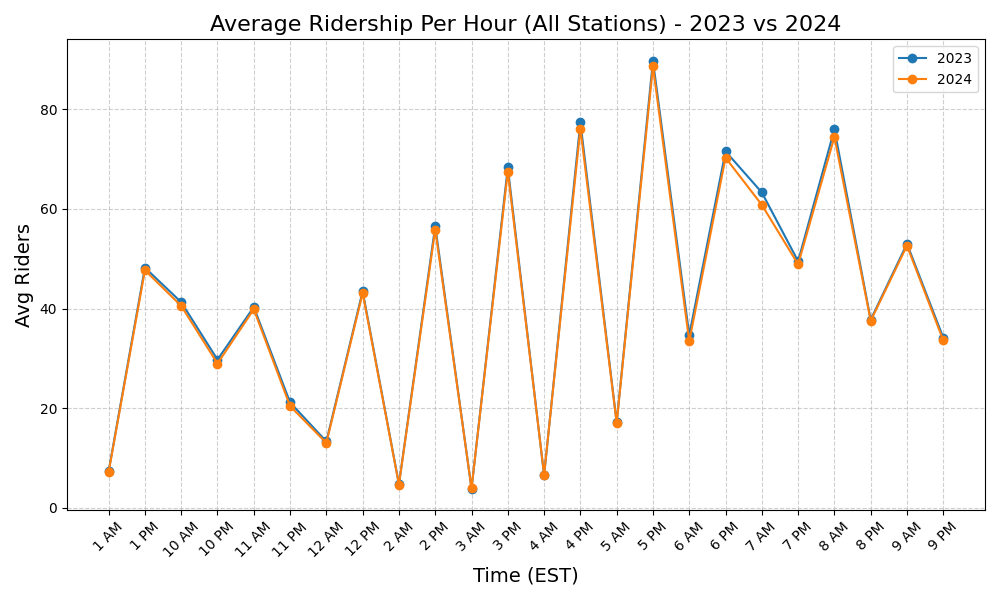 Average Ridership Per Hour (All Stations) - 2023 vs 2024
2023
2024
Avg Riders
80
60
40
20
0
1 AM
1 PM
10 AM
10 PM
11 AM
11 PM
12 AM
12 PM
2 AM
2 PM
3 AM
3 PM
4 AM
4 PM
5 AM
5 PM
6 AM
6 PM
7 AM
7 PM
8 AM
8 PM
9 AM
9 PM
Time (EST)